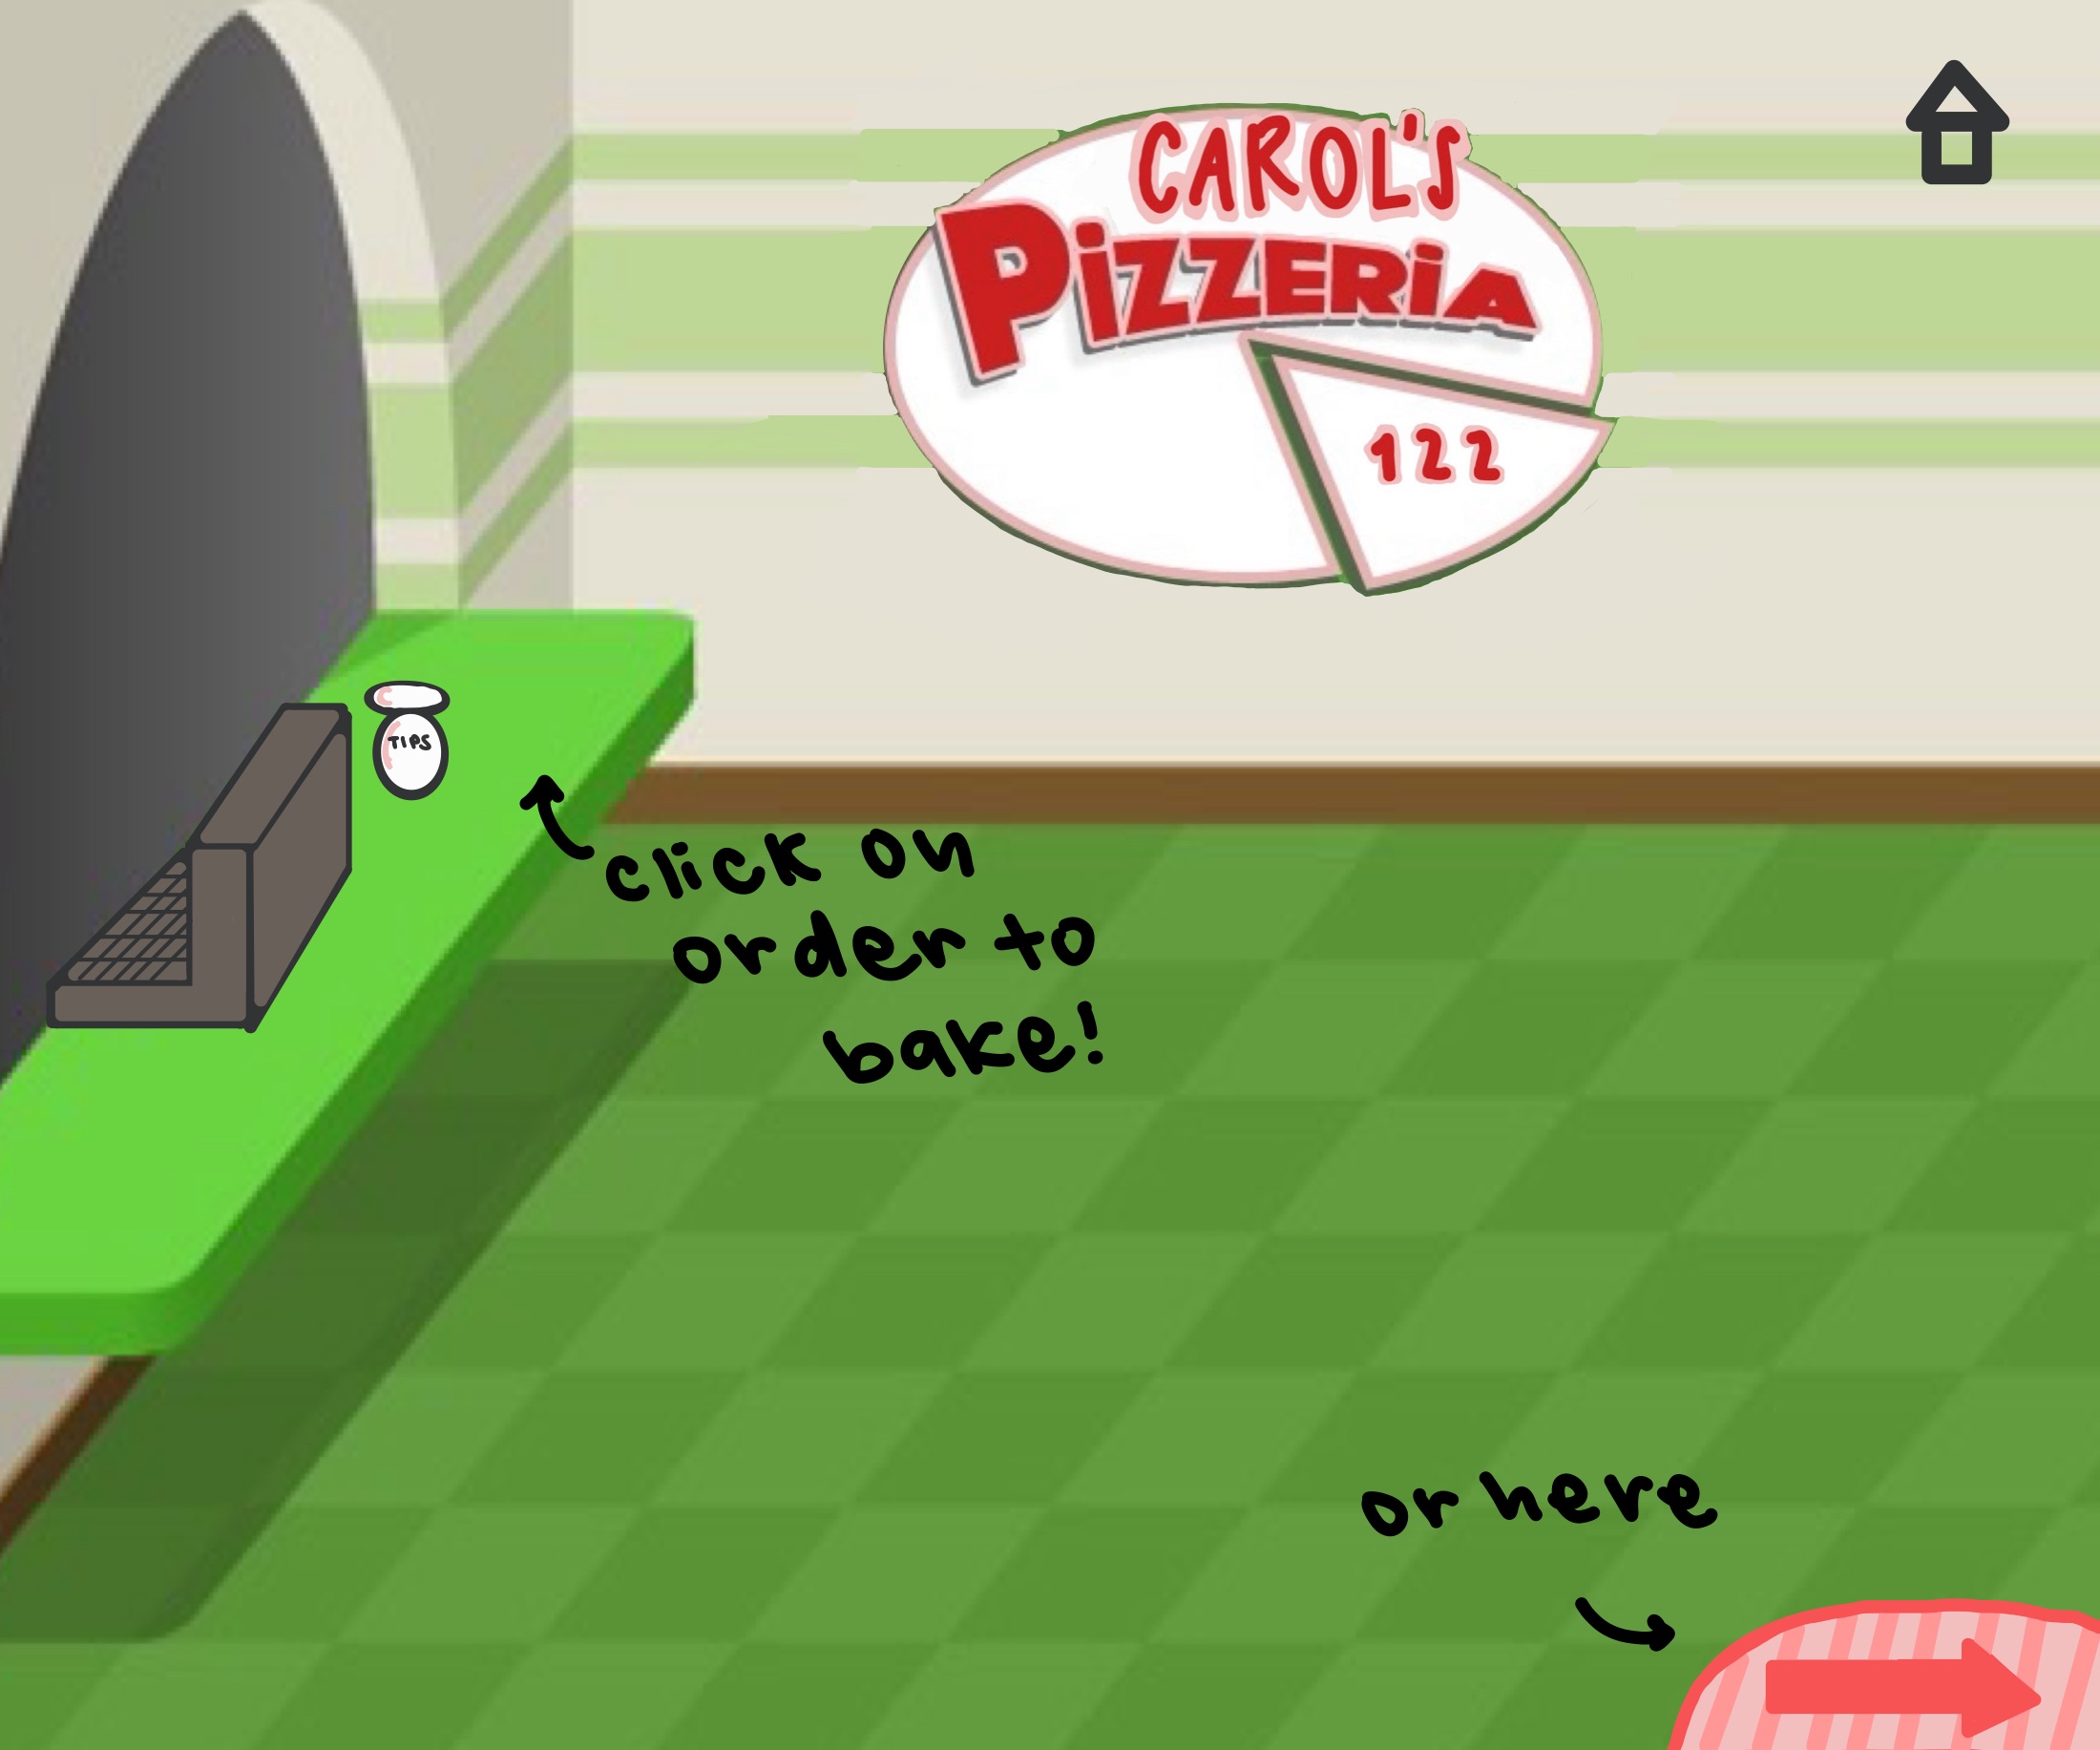 CAROL'S
PizzeRiA
122
TIPS
click on
order to
bake!
or here